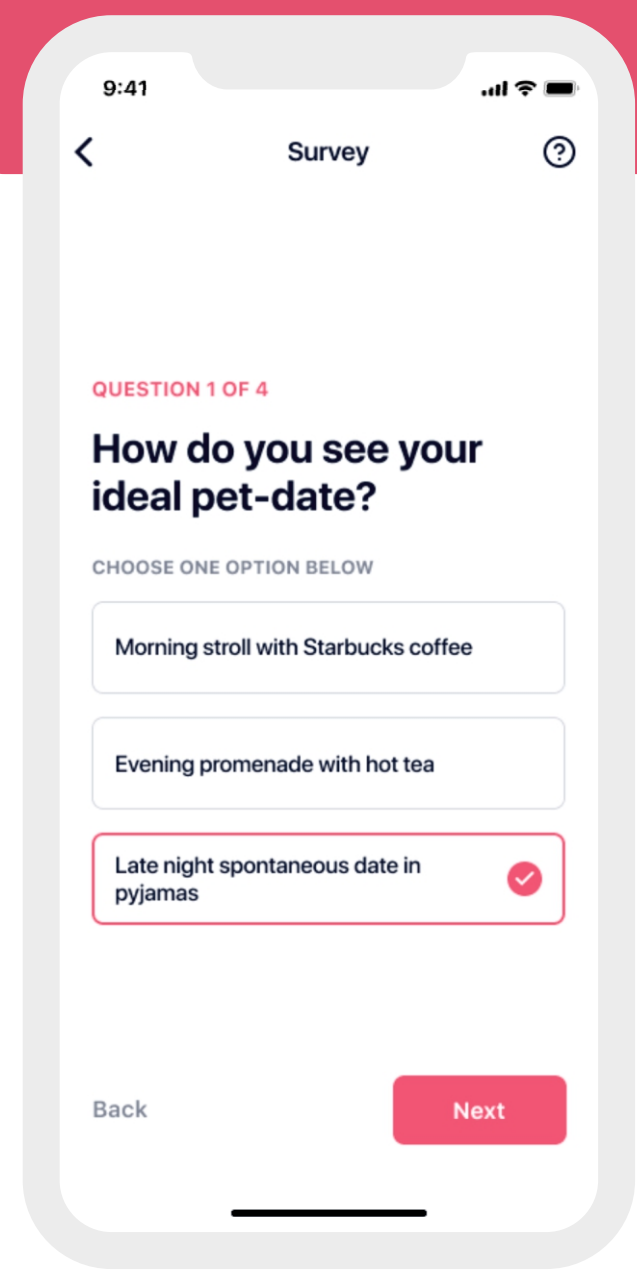 9:41
Survey
QUESTION 1 OF 4
How do you see your
ideal pet-date?
CHOOSE ONE OPTION BELOW
Morning stroll with Starbucks coffee
Evening promenade with hot tea
Late night spontaneous date in
pyjamas
Back
Next